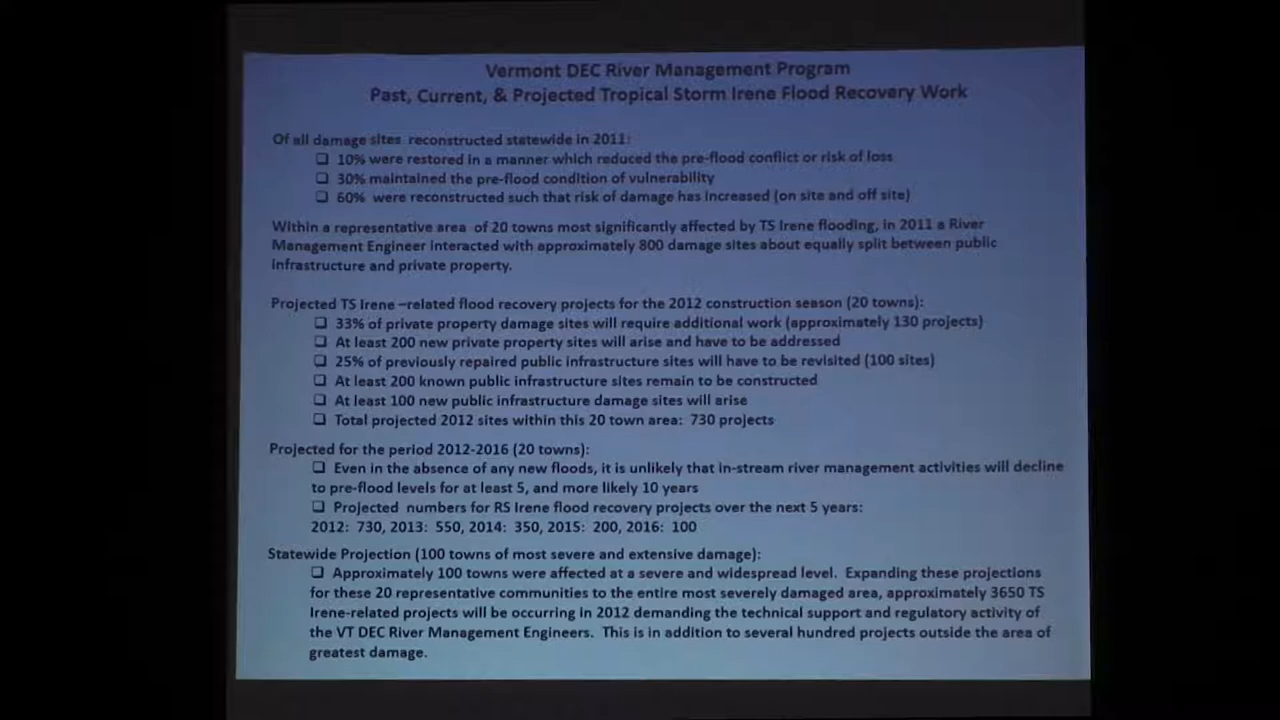 Vermont DEC River Management Program
Past, Current, & Projected Tropical Storm Irene Flood Recovery Work
Of all damage sites reconstructed statewide in 2011:
❑ 10% were restored in a manner which reduced the pre-flood conflict or risk of loss
❑ 30% maintained the pre-flood condition of vulnerability
❑ 60% were reconstructed such that risk of damage has increased (on site and off site)
Within a representative area of 20 towns most significantly affected by TS Irene flooding, in 2011 a River
Management Engineer interacted with approximately 800 damage sites about equally split between public
infrastructure and private property.
Projected TS Irene –related flood recovery projects for the 2012 construction season (20 towns):
❑ 33% of private property damage sites will require additional work (approximately 130 projects)
❑ At least 200 new private property sites will arise and have to be addressed
❑ 25% of previously repaired public infrastructure sites will have to be revisited (100 sites)
❑ At least 200 known public infrastructure sites remain to be constructed
❑ At least 100 new public infrastructure damage sites will arise
❑ Total projected 2012 sites within this 20 town area: 730 projects
Projected for the period 2012-2016 (20 towns):
❑ Even in the absence of any new floods, it is unlikely that in-stream river management activities will decline
to pre-flood levels for at least 5, and more likely 10 years
❑ Projected numbers for RS Irene flood recovery projects over the next 5 years:
2012: 730, 2013: 550, 2014: 350, 2015: 200, 2016: 100
Statewide Projection (100 towns of most severe and extensive damage):
❑ Approximately 100 towns were affected at a severe and widespread level. Expanding these projections
for these 20 representative communities to the entire most severely damaged area, approximately 3650 TS
Irene-related projects will be occurring in 2012 demanding the technical support and regulatory activity of
the VT DEC River Management Engineers. This is in addition to several hundred projects outside the area of
greatest damage.